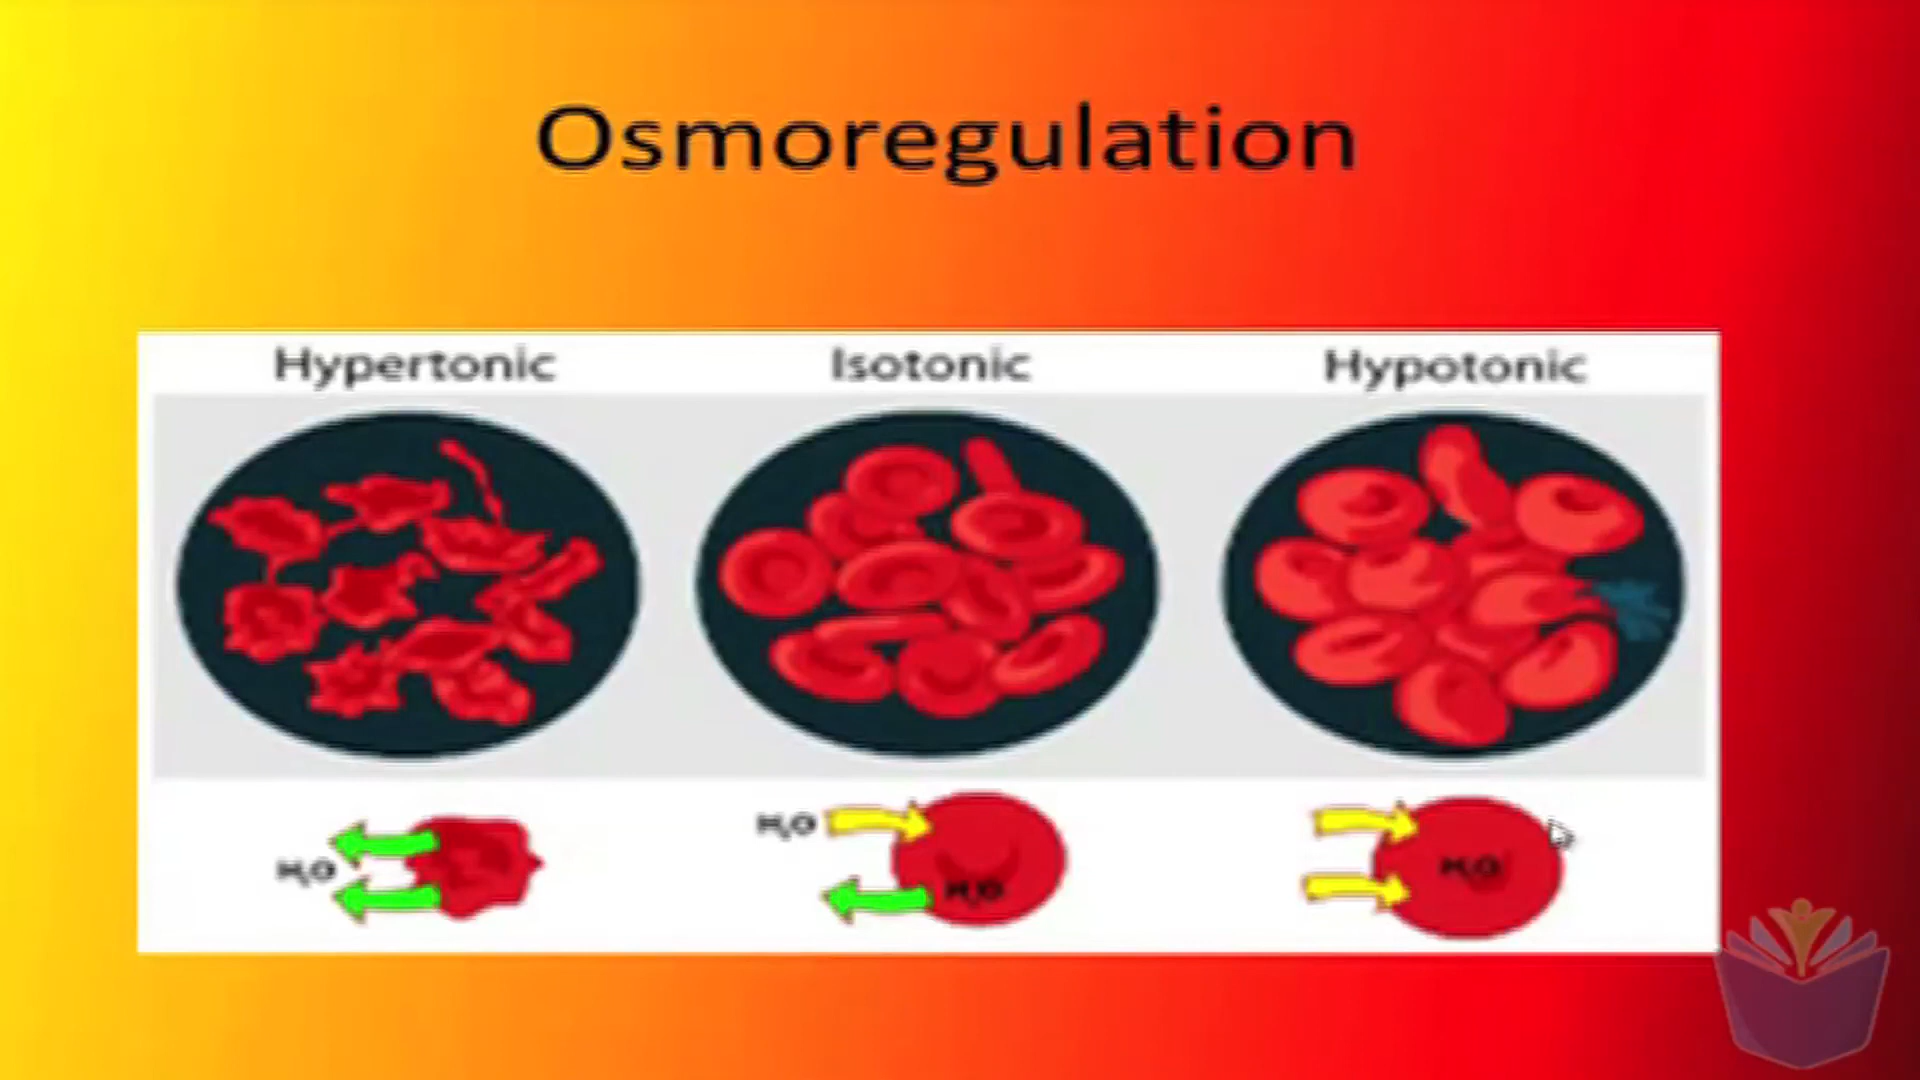 Osmoregulation
Hypertonic Isotonic Hypotonic
H₂O H₂O H₂O H₂O